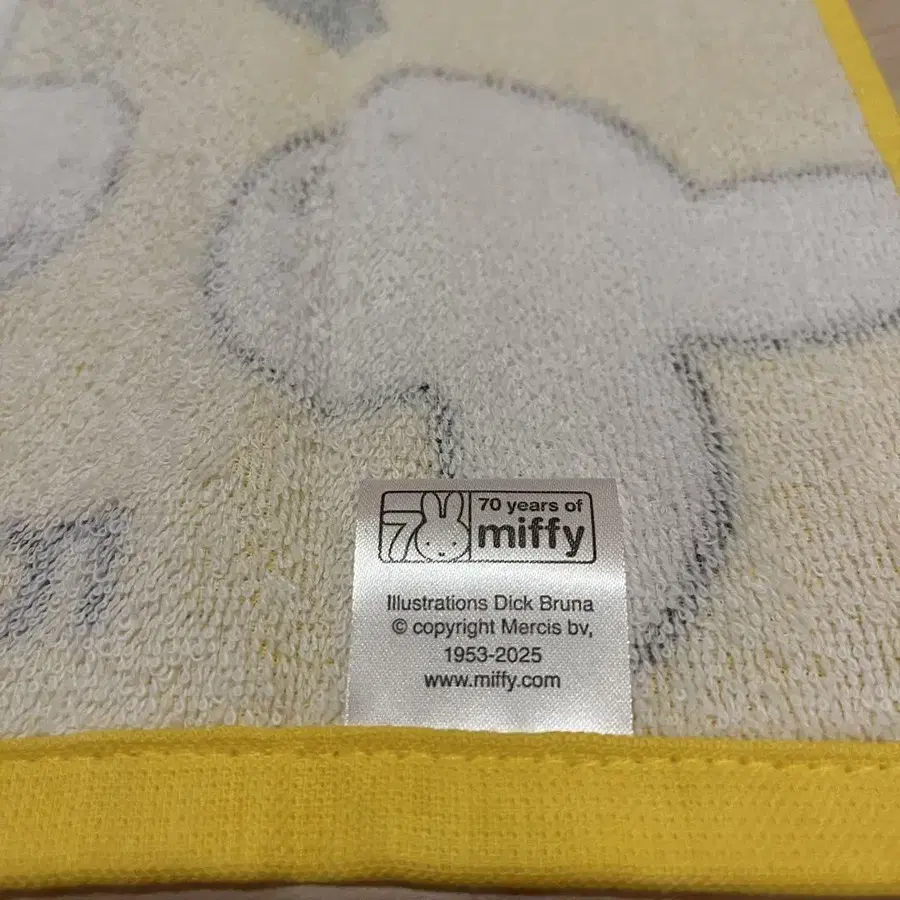 70 years of
miffy
Illustrations Dick Bruna
© copyright Mercis bv,
1953-2025
www.miffy.com